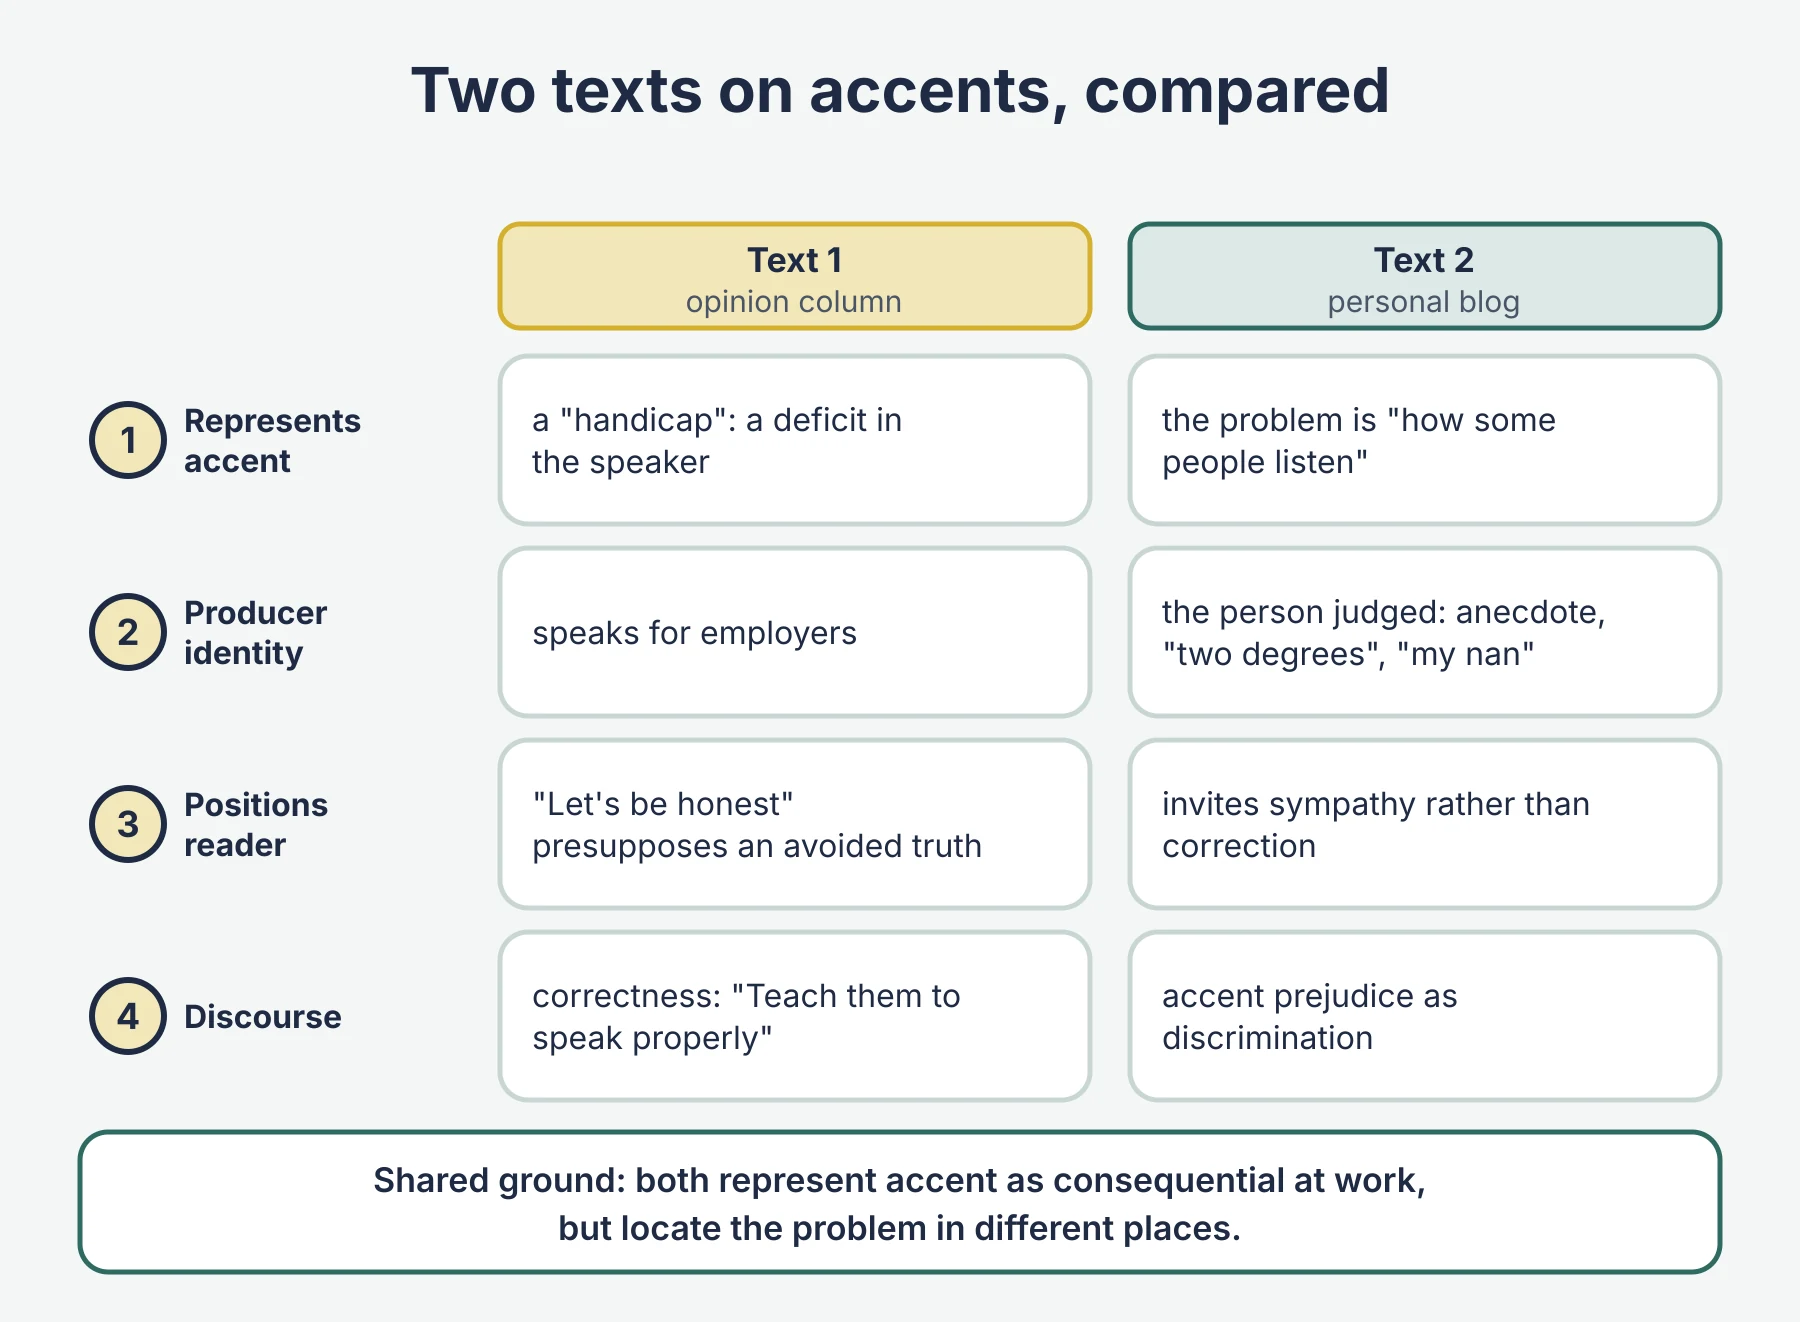 Two texts on accents, compared
Text 1
opinion column
Text 2
personal blog
1
Represents
accent
a "handicap": a deficit in
the speaker
the problem is "how some
people listen"
2
Producer
identity
speaks for employers
the person judged: anecdote,
"two degrees", "my nan"
3
Positions
reader
"Let's be honest"
presupposes an avoided truth
invites sympathy rather than
correction
4
Discourse
correctness: "Teach them to
speak properly"
accent prejudice as
discrimination
Shared ground: both represent accent as consequential at work,
but locate the problem in different places.